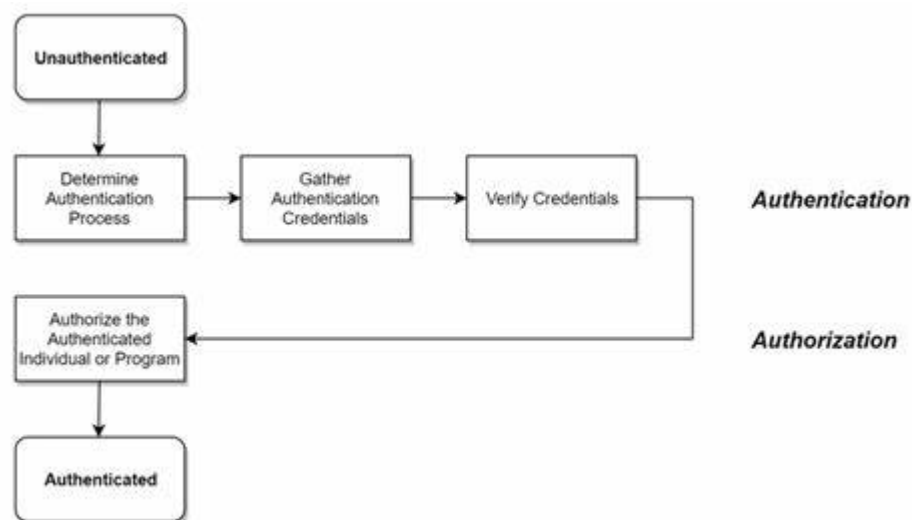 Unauthenticated
Determine
Authentication
Process
Gather
Authentication
Credentials
Verify Credentials
Authentication
Authorize the
Authenticated
Individual or Program
Authorization
Authenticated